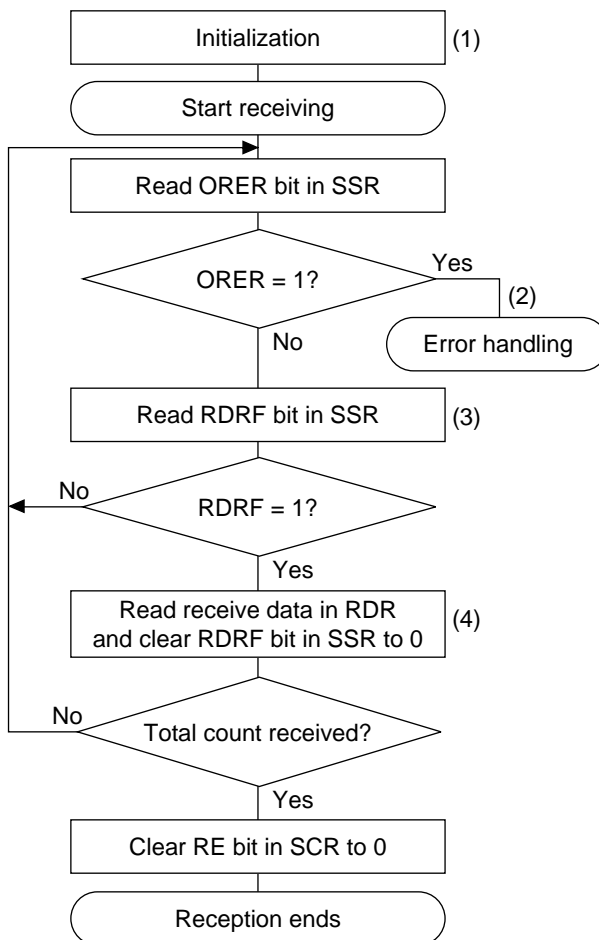 Initialization
(1)
Start receiving
Read ORER bit in SSR
ORER = 1?
Yes
(2)
No
Error handling
Read RDRF bit in SSR
(3)
No
RDRF = 1?
Yes
Read receive data in RDR
and clear RDRF bit in SSR to 0
(4)
No
Total count received?
Yes
Clear RE bit in SCR to 0
Reception ends